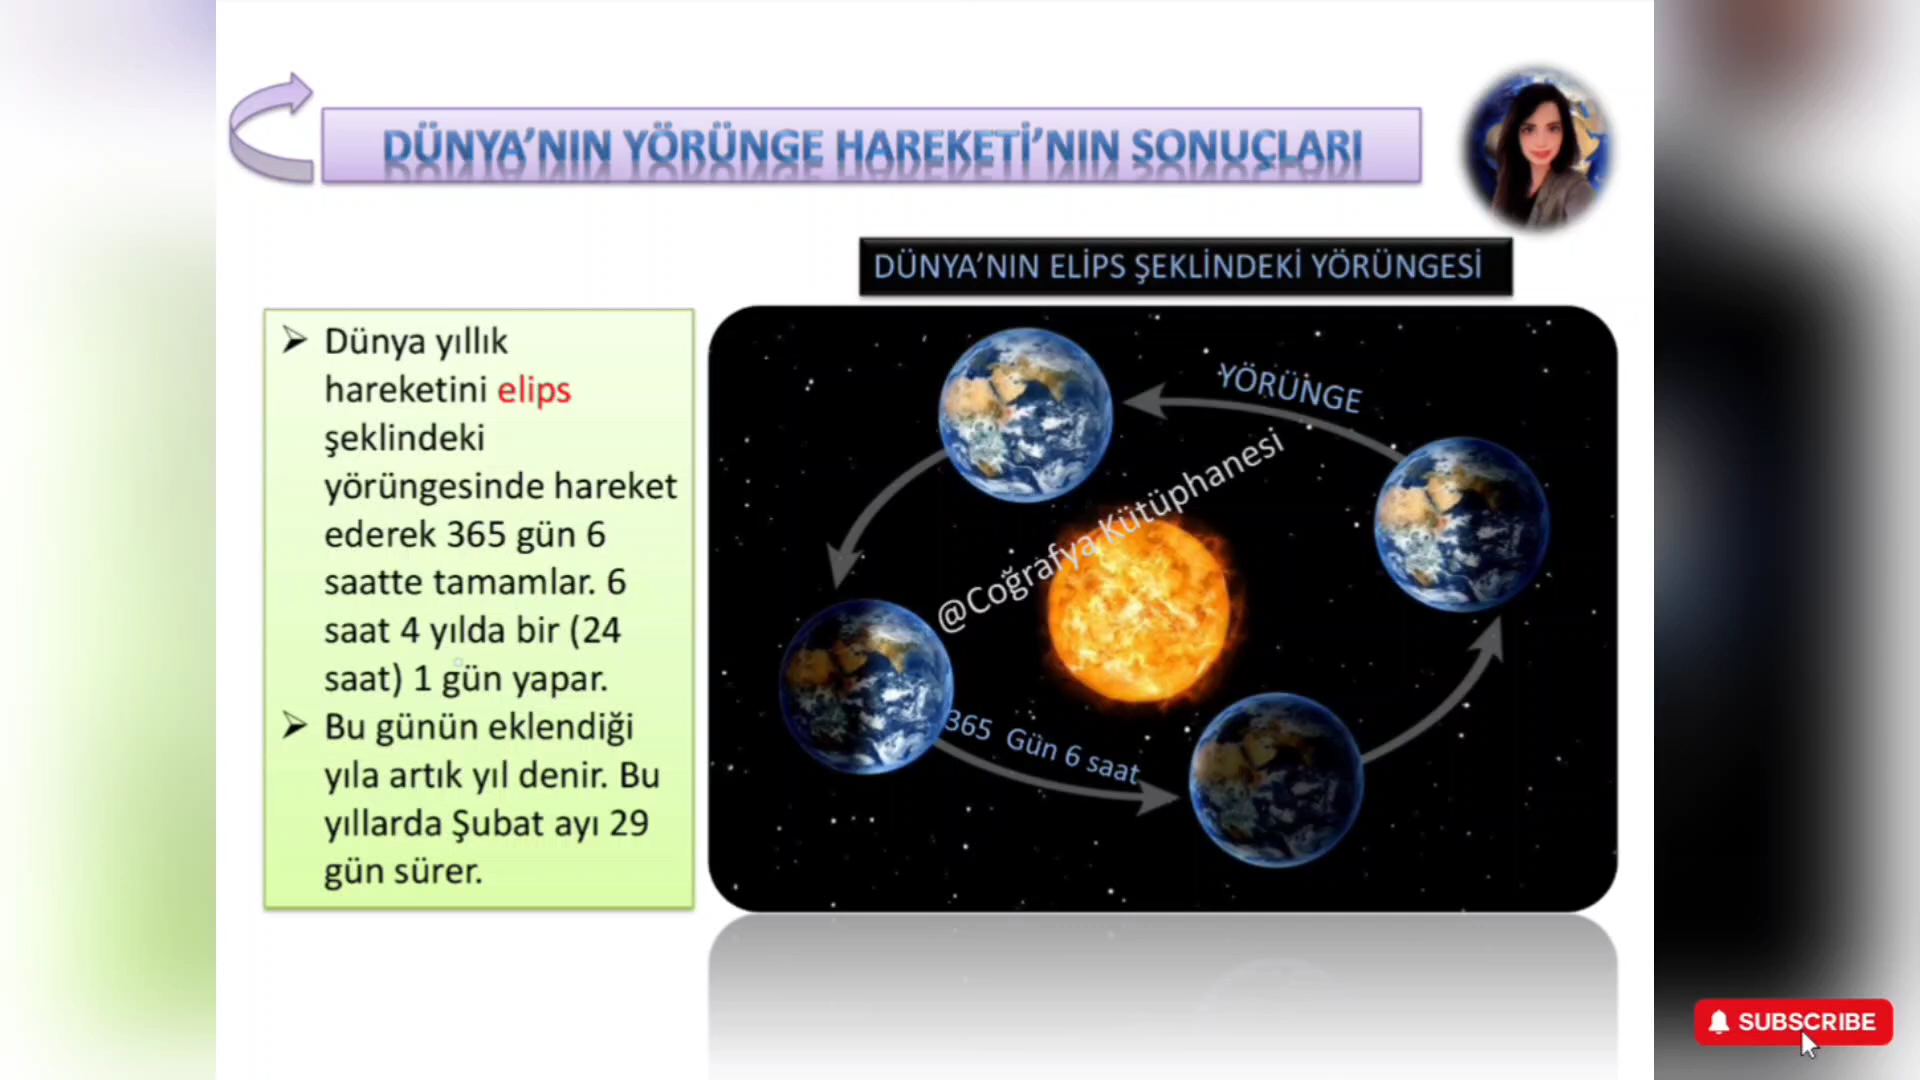 DÜNYA’NIN YÖRÜNGE HAREKETİ’NIN SONUÇLARI
DÜNYA’NIN ELİPS ŞEKLİNDEKİ YÖRÜNGESİ
➢ Dünya yıllık
hareketini elips
şeklindeki
yörüngesinde hareket
ederek 365 gün 6
saatte tamamlar. 6
saat 4 yılda bir (24
saat) 1 gün yapar.
➢ Bu günün eklendiği
yıla artık yıl denir. Bu
yıllarda Şubat ayı 29
gün sürer.
YÖRÜNGE
@Coğrafya Kütüphanesi
365 Gün 6 saat
SUBSCRIBE